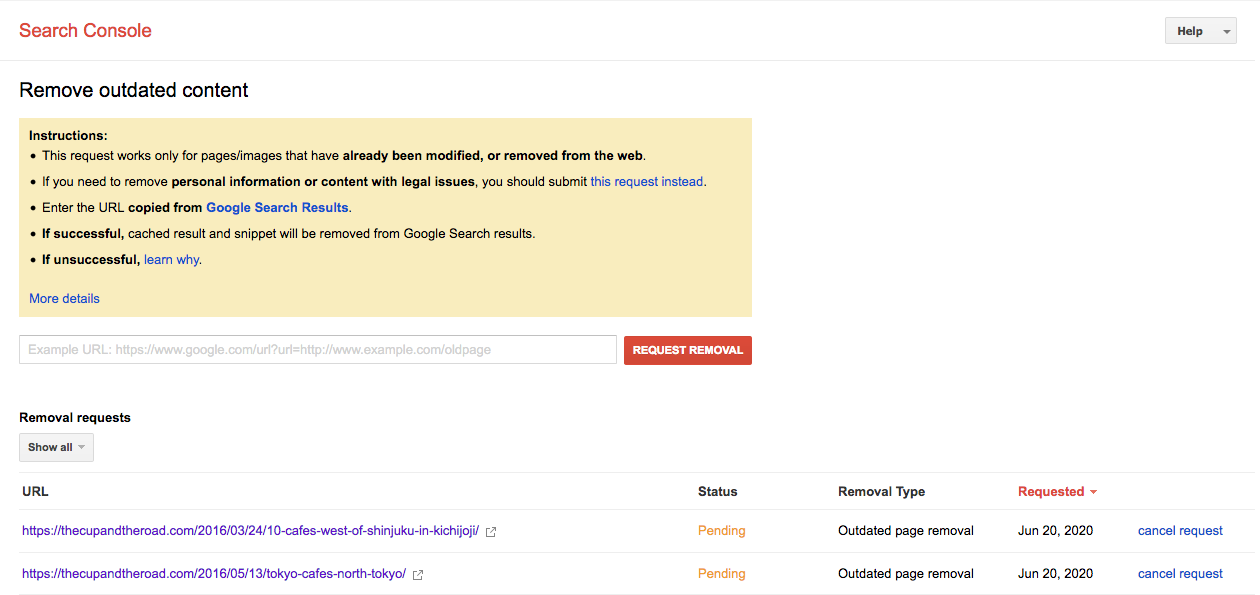 Search Console
Help
Remove outdated content
Instructions:
• This request works only for pages/images that have already been modified, or removed from the web.
• If you need to remove personal information or content with legal issues, you should submit this request instead.
• Enter the URL copied from Google Search Results.
• If successful, cached result and snippet will be removed from Google Search results.
• If unsuccessful, learn why.
More details
Example URL: https://www.google.com/url?url=http://www.example.com/oldpage REQUEST REMOVAL
Removal requests
Show all
URL Status Removal Type Requested
https://thecupandtheroad.com/2016/03/24/10-cafes-west-of-shinjuku-in-kichijoji/ Pending Outdated page removal Jun 20, 2020 cancel request
https://thecupandtheroad.com/2016/05/13/tokyo-cafes-north-tokyo/ Pending Outdated page removal Jun 20, 2020 cancel request